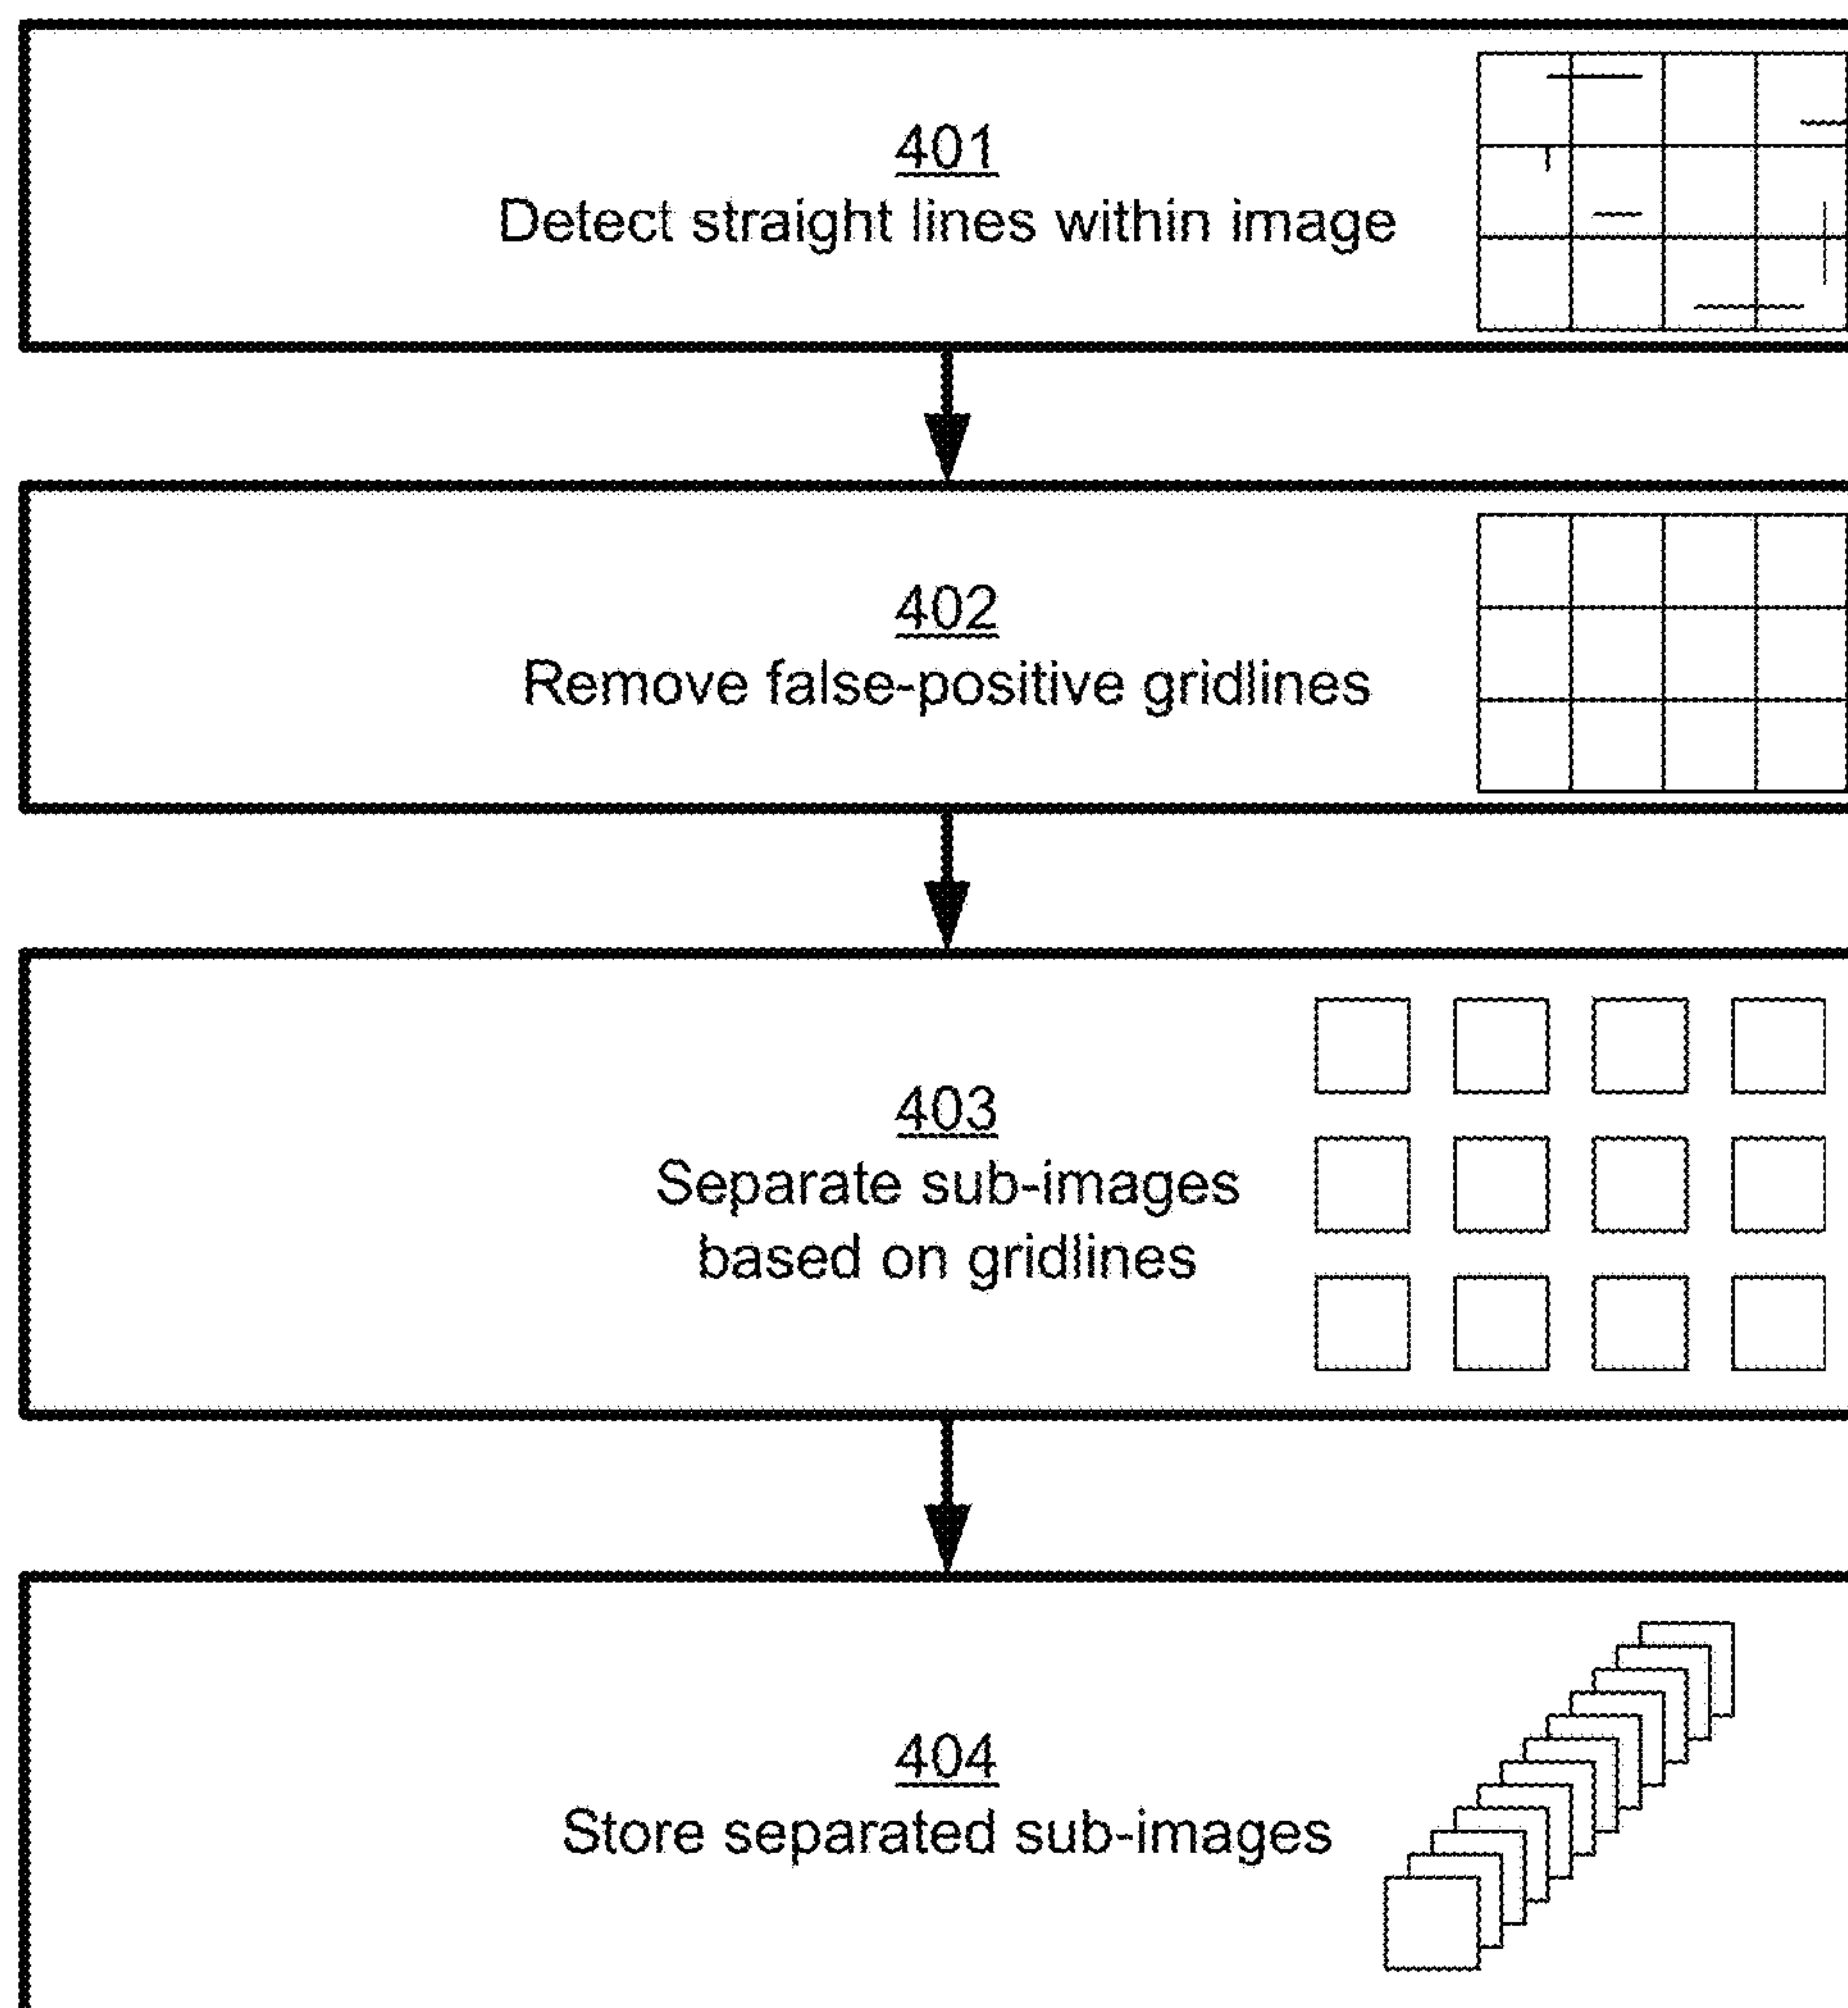 401
Detect straight lines within image
402
Remove false-positive gridlines
403
Separate sub-images
based on gridlines
404
Store separated sub-images